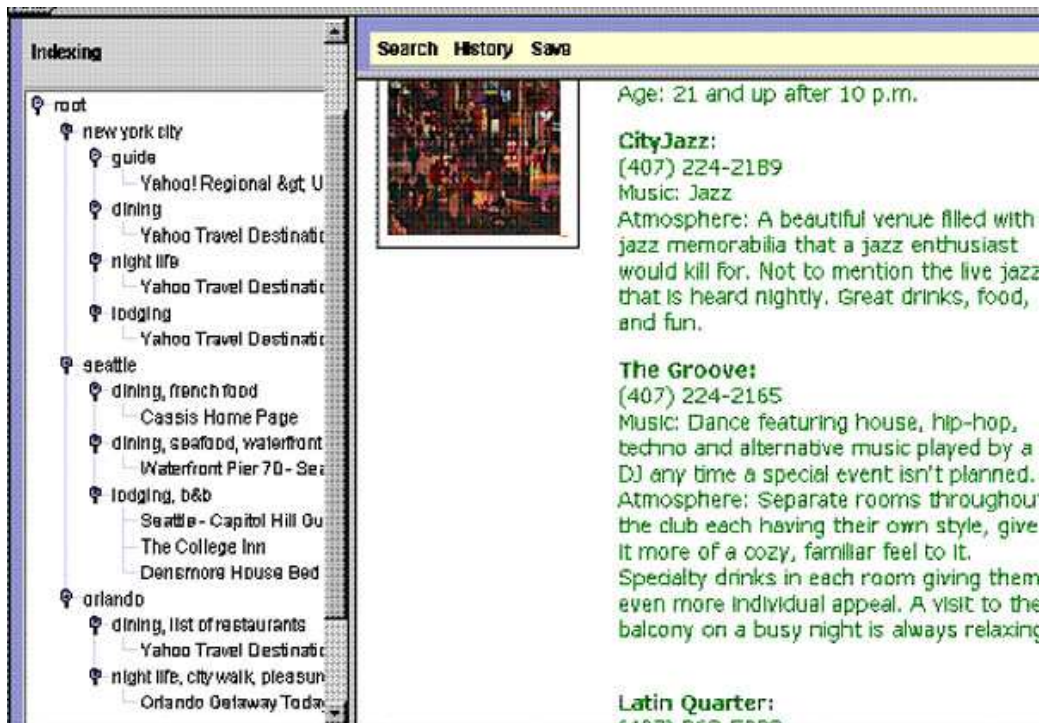 Indexing
root
new york city
guide
Yahoo! Regional &gt; U
dining
Yahoo Travel Destinatio
night life
Yahoo Travel Destinatio
lodging
Yahoo Travel Destinatio
seattle
dining, french food
Cassis Home Page
dining, seafood, waterfront
Waterfront Pier 70 - Sea
lodging, b&b
Seattle - Capitol Hill Gu
The College Inn
Densmore House Bed
orlando
dining, list of restaurants
Yahoo Travel Destinatio
night life, city walk, pleasur
Orlando Getaway Today
Search History Save
Age: 21 and up after 10 p.m.
CityJazz:
(407) 224-2189
Music: Jazz
Atmosphere: A beautiful venue filled with
jazz memorabilia that a jazz enthusiast
would kill for. Not to mention the live jazz
that is heard nightly. Great drinks, food,
and fun.
The Groove:
(407) 224-2165
Music: Dance featuring house, hip-hop,
techno and alternative music played by a
DJ any time a special event isn't planned.
Atmosphere: Separate rooms throughout
the club each having their own style, give
it more of a cozy, familiar feel to it.
Specialty drinks in each room giving them
even more individual appeal. A visit to the
balcony on a busy night is always relaxing
Latin Quarter: